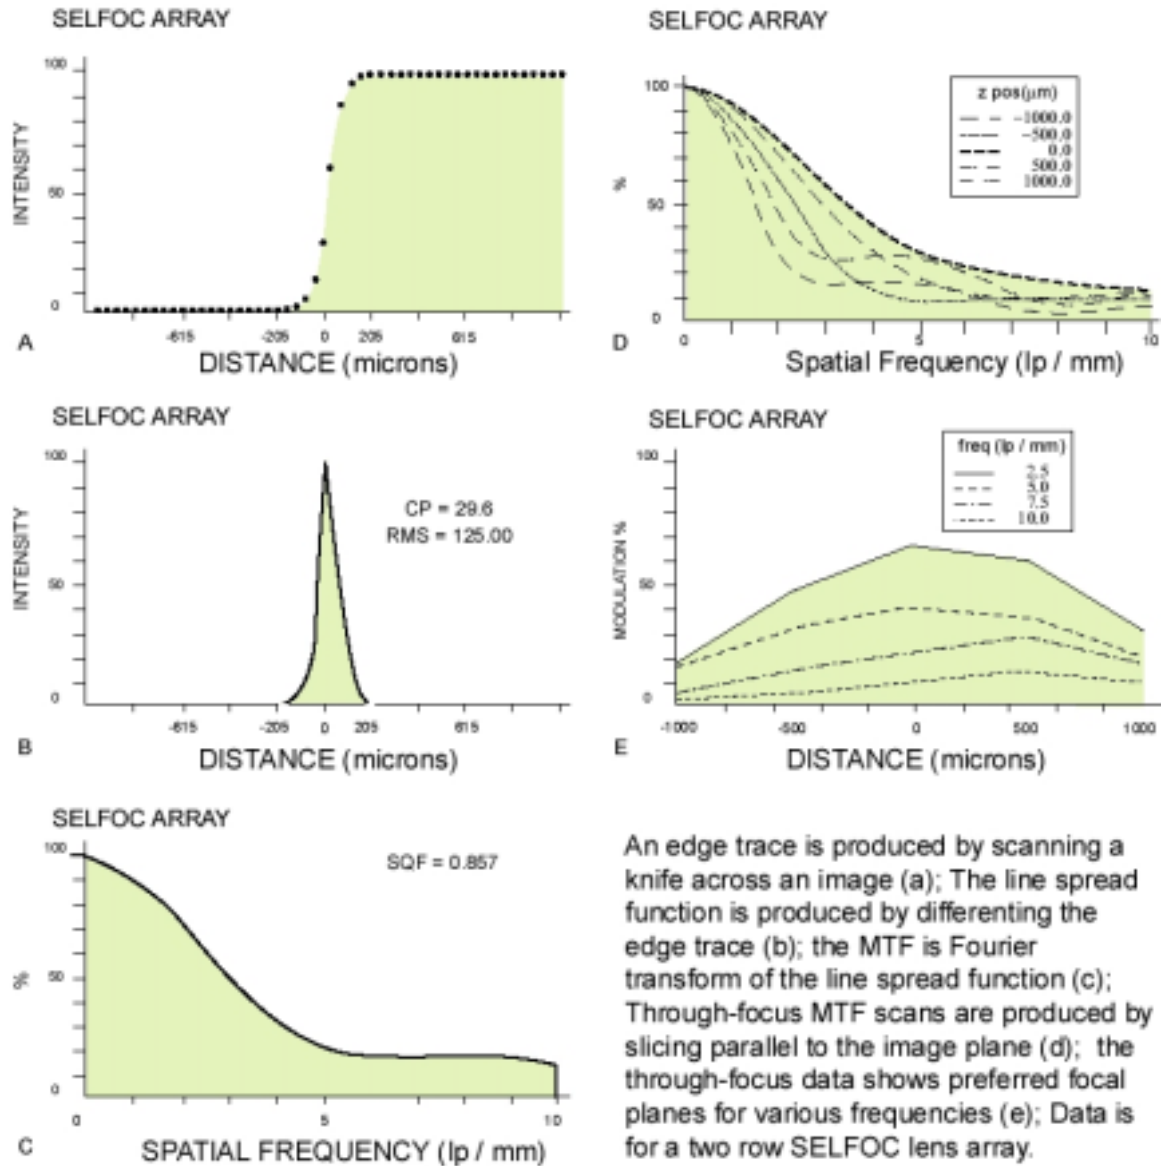 SELFOC ARRAY
100
50
0
INTENSITY
-615 -205 0 205 615
A
DISTANCE (microns)
SELFOC ARRAY
100
50
0
INTENSITY
CP = 29.6
RMS = 125.00
-615 -205 0 205 615
B
DISTANCE (microns)
SELFOC ARRAY
100
50
0
%
SQF = 0.857
0 5 10
C
SPATIAL FREQUENCY (lp / mm)
SELFOC ARRAY
100
50
0
%
z pos(µm)
-1000.0
-500.0
0.0
500.0
1000.0
0 5 10
D
Spatial Frequency (lp / mm)
SELFOC ARRAY
100
50
0
MODULATION %
freq (lp / mm)
2.5
5.0
7.5
10.0
-1000 -500 0 500 1000
E
DISTANCE (microns)
An edge trace is produced by scanning a
knife across an image (a); The line spread
function is produced by differenting the
edge trace (b); the MTF is Fourier
transform of the line spread function (c);
Through-focus MTF scans are produced by
slicing parallel to the image plane (d); the
through-focus data shows preferred focal
planes for various frequencies (e); Data is
for a two row SELFOC lens array.